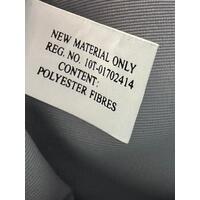 NEW MATERIAL ONLY
REG. NO. 10T-01702414
CONTENT:
POLYESTER FIBRES